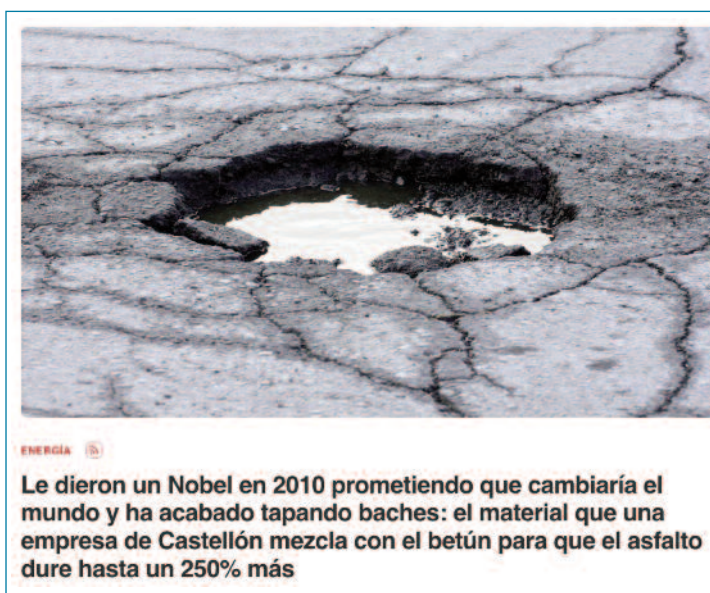 ENERGÍA
Le dieron un Nobel en 2010 prometiendo que cambiaría el
mundo y ha acabado tapando baches: el material que una
empresa de Castellón mezcla con el betún para que el asfalto
dure hasta un 250% más